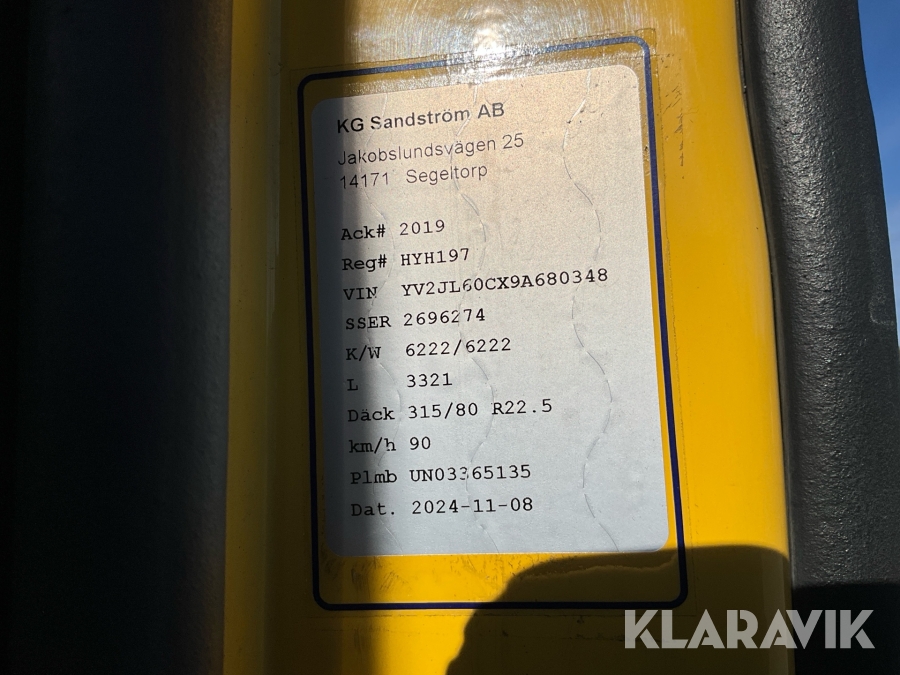 KG Sandström AB
Jakobslundsvägen 25
14171 Segeltorp
Ack# 2019
Reg# HYH197
VIN YV2JL60CX9A680348
SSER 2696274
K/W 6222/6222
L 3321
Däck 315/80 R22.5
km/h 90
Plmb UN03365135
Dat. 2024-11-08
KLARAVIK